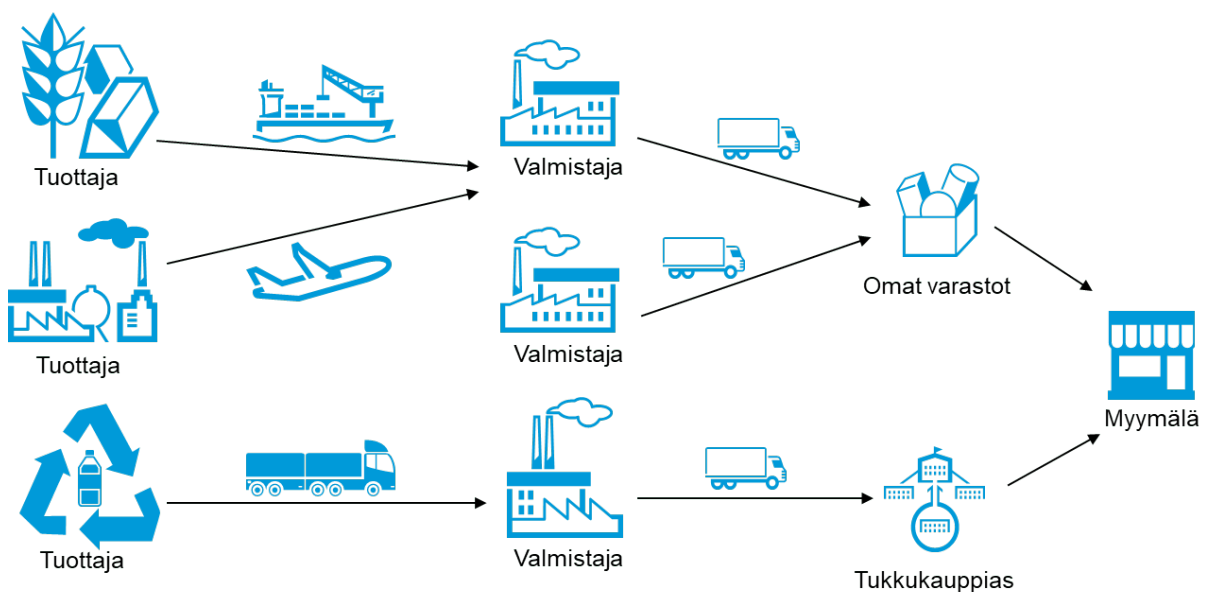 Tuottaja
Valmistaja
Tuottaja
Valmistaja
Omat varastot
Myymälä
Tuottaja
Valmistaja
Tukkukauppias